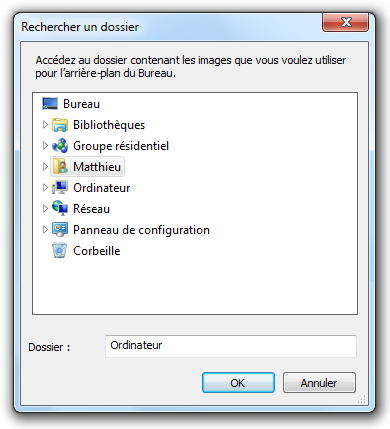 Rechercher un dossier
Accédez au dossier contenant les images que vous voulez utiliser
pour l'arrière-plan du Bureau.
Bureau
Bibliothèques
Groupe résidentiel
Matthieu
Ordinateur
Réseau
Panneau de configuration
Corbeille
Dossier : Ordinateur
OK Annuler